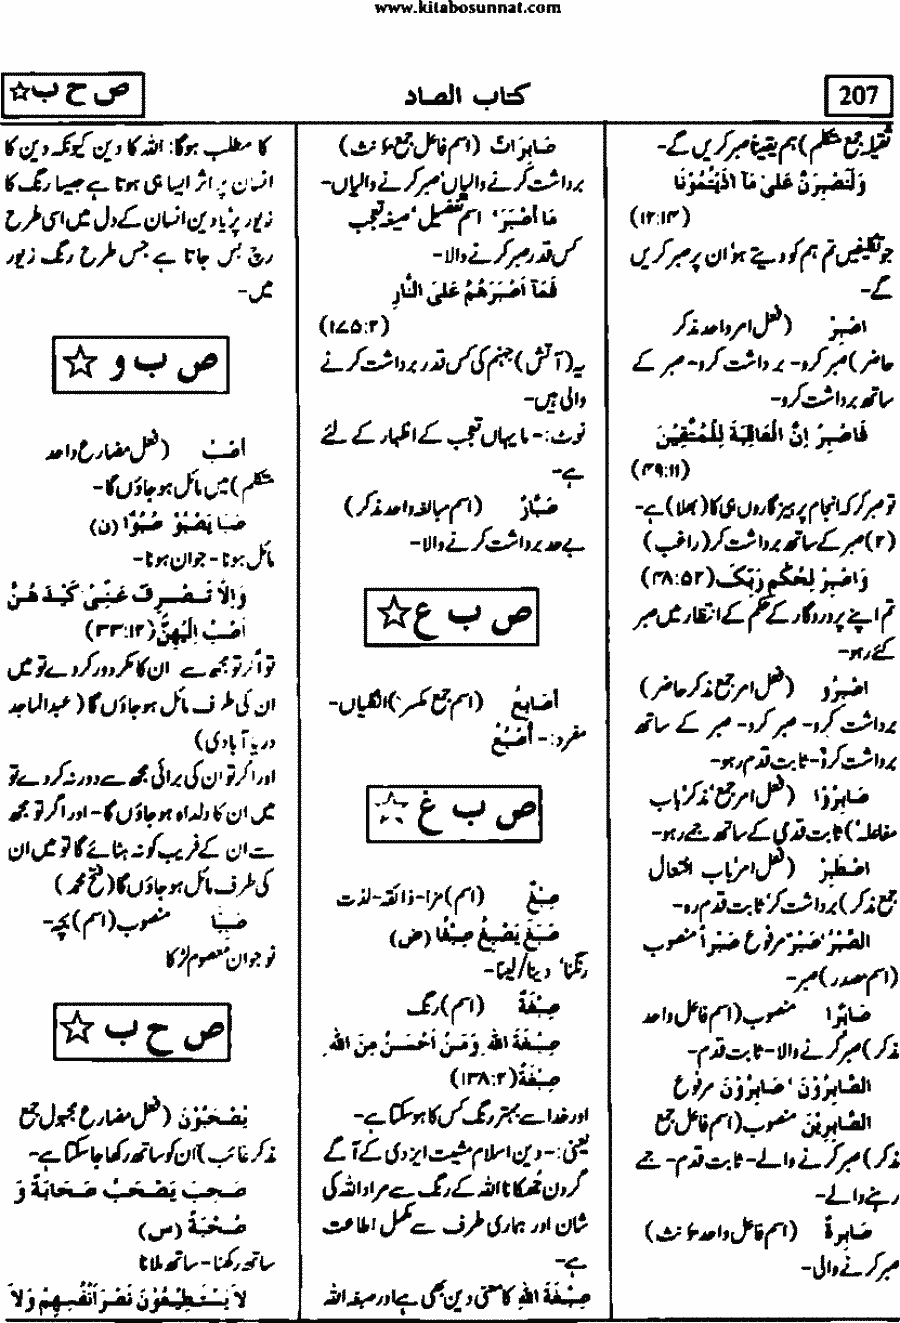 www.kitabosunnat.com
207
كتاب الصاد
ص ح ب ☆
ثقیلہ جمع متکلم) ہم یقیناً صبر کریں گے-
وَلَنَصْبِرَنَّ عَلٰى مَآ اٰذَيْتُمُوْنَا
(۱۲:۱۴)
جو تکلیفیں تم ہم کو دیتے ہو ان پر صبر کریں
گے-
اصْبِرْ (فعل امر واحد مذکر
حاضر) صبر کرو- برداشت کرو- صبر کے
ساتھ برداشت کرو-
فَاصْبِرْ اِنَّ الْعَاقِبَةَ لِلْمُتَّقِيْنَ
(۴۹:۱۱)
تو صبر کر کہ انجام پرہیز گاروں ہی کا (بھلا) ہے-
(۲) صبر کے ساتھ برداشت کر (راغب)
وَاصْبِرْ لِحُكْمِ رَبِّكَ (۴۸:۵۲)
تم اپنے پروردگار کے حکم کے انتظار میں صبر
کئے رہو-
اصْبِرُوْ (فعل امر جمع مذکر حاضر)
برداشت کرو- صبر کرو- صبر کے ساتھ
برداشت کرو- ثابت قدم رہو-
صَابِرُوْا (فعل امر جمع مذکر باب
مفاعلہ) ثابت قدمی کے ساتھ جمے رہو-
اصْطَبِرْ (فعل امر باب افتعال
جمع مذکر) برداشت کر، ثابت قدم رہ-
الصَّبْرُ، صَبْرٌ مرفوع صَبْراً منصوب
(اسم مصدر) صبر-
صَابِرًا منصوب (اسم فاعل واحد
مذکر) صبر کرنے والا- ثابت قدم-
الصَّابِرُوْنَ، صَابِرُوْنَ مرفوع
الصَّابِرِيْنَ منصوب (اسم فاعل جمع
مذکر) صبر کرنے والے- ثابت قدم- جمے
رہنے والے-
صَابِرَةٌ (اسم فاعل واحد مؤنث)
صبر کرنے والی-
صَابِرَاتٌ (اسم فاعل جمع مؤنث)
برداشت کرنے والیاں، صبر کرنے والیاں-
مَا أَصْبَرَ، اسم تفضیل، صیغہ تعجب
کس قدر صبر کرنے والا-
فَمَآ اَصْبَرَهُمْ عَلَى النَّارِ
(۱۷۵:۲)
یہ (آتش) جہنم کی کس قدر برداشت کرنے
والی ہیں-
نوٹ:- ما یہاں تعجب کے اظہار کے لئے
ہے-
صَبَّارٌ (اسم مبالغہ واحد مذکر)
بے حد برداشت کرنے والا-
ص ب ع ☆
أَصَابِعُ (اسم جمع مکسر) انگلیاں-
مفرد:- أُصْبُعٌ
ص ب غ ☆
صِبْغٌ (اسم) مزا- ذائقہ- لذت
صَبَغَ يَصْبِغُ صِبْغًا (ض)
رنگنا، دینا/لینا-
صِبْغَةٌ (اسم) رنگ
صِبْغَةَ اللهِ وَمَنْ اَحْسَنُ مِنَ اللهِ
صِبْغَةً (۱۳۸:۲)
اور خدا سے بہتر رنگ کس کا ہو سکتا ہے-
یعنی:- دین اسلام مشیت ایزدی کے آگے
گردن جھکانا اللہ کے رنگ سے مراد اللہ کی
شان اور ہماری طرف سے مکمل اطاعت
ہے-
صِبْغَةَ اللهِ کا معنی دین بھی ہے اور صبغۃ اللہ
کا مطلب ہوگا: اللہ کا دین کیونکہ دین کا
انسان پر اثر ایسا ہی ہوتا ہے جیسا رنگ کا
زیور پر، یا دین انسان کے دل میں اسی طرح
رچ بس جاتا ہے جس طرح رنگ زیور
میں-
ص ب و ☆
اَصْبُ (فعل مضارع واحد
متکلم) میں مائل ہو جاؤں گا-
صَبَا يَصْبُوْ صُبُوًّا (ن)
مائل ہونا- جوان ہونا-
وَاِلَّا تَصْرِفْ عَنِّىْ كَيْدَهُنَّ
اَصْبُ اِلَيْهِنَّ (۳۳:۱۲)
تو اگر تو مجھ سے ان کا مکر دور کر دے تو میں
ان کی طرف مائل ہو جاؤں گا (عبدالماجد
دریا آبادی)
اور اگر تو ان کی برائی مجھ سے دور نہ کر دے تو
میں ان کا دلدادہ ہو جاؤں گا- اور اگر تو مجھ
سے ان کے فریب کو نہ ہٹائے گا تو میں ان
کی طرف مائل ہو جاؤں گا (فتح محمد)
صَبِيًّا منصوب (اسم) بچہ-
نوجوان معصوم لڑکا
ص ح ب ☆
يُصْحَبُوْنَ (فعل مضارع مجہول جمع
مذکر غائب) ان کو ساتھ رکھا جا سکتا ہے-
صَحِبَ يَصْحَبُ صَحَابَةً وَ
صُحْبَةً (س)
ساتھ رکھنا- ساتھ ملانا
لَا يَسْتَطِيْعُوْنَ نَصْرَ اَنْفُسِهِمْ وَلَا